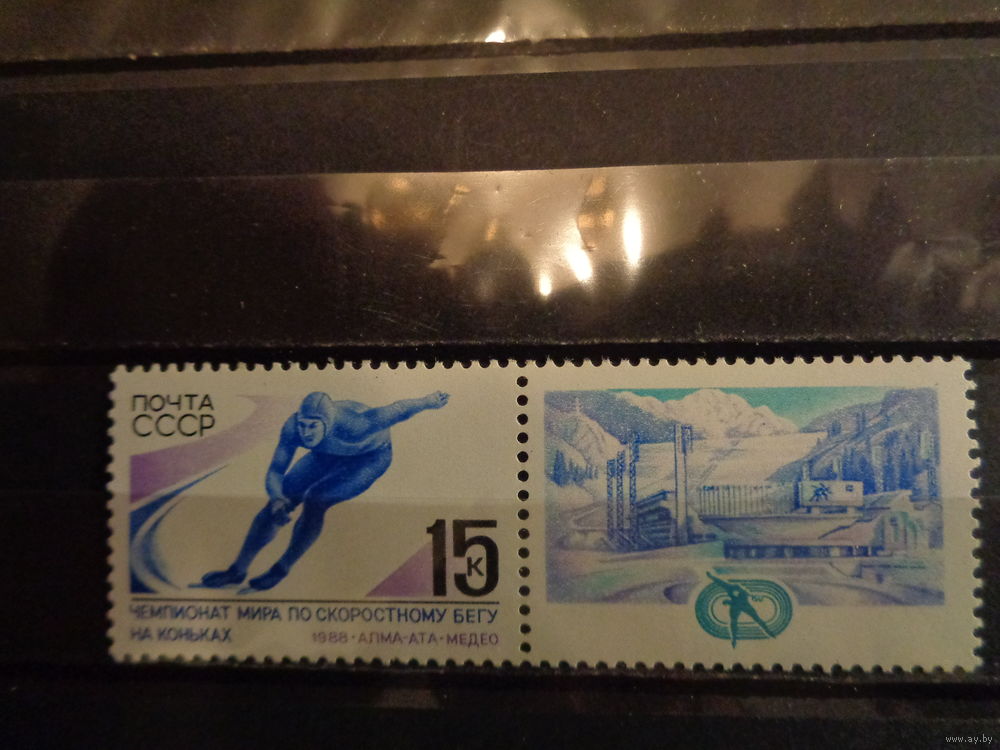 ПОЧТА
СССР
15
К
ЧЕМПИОНАТ МИРА ПО СКОРОСТНОМУ БЕГУ
НА КОНЬКАХ
1988·АЛМА-АТА·МЕДЕО
www.ay.by